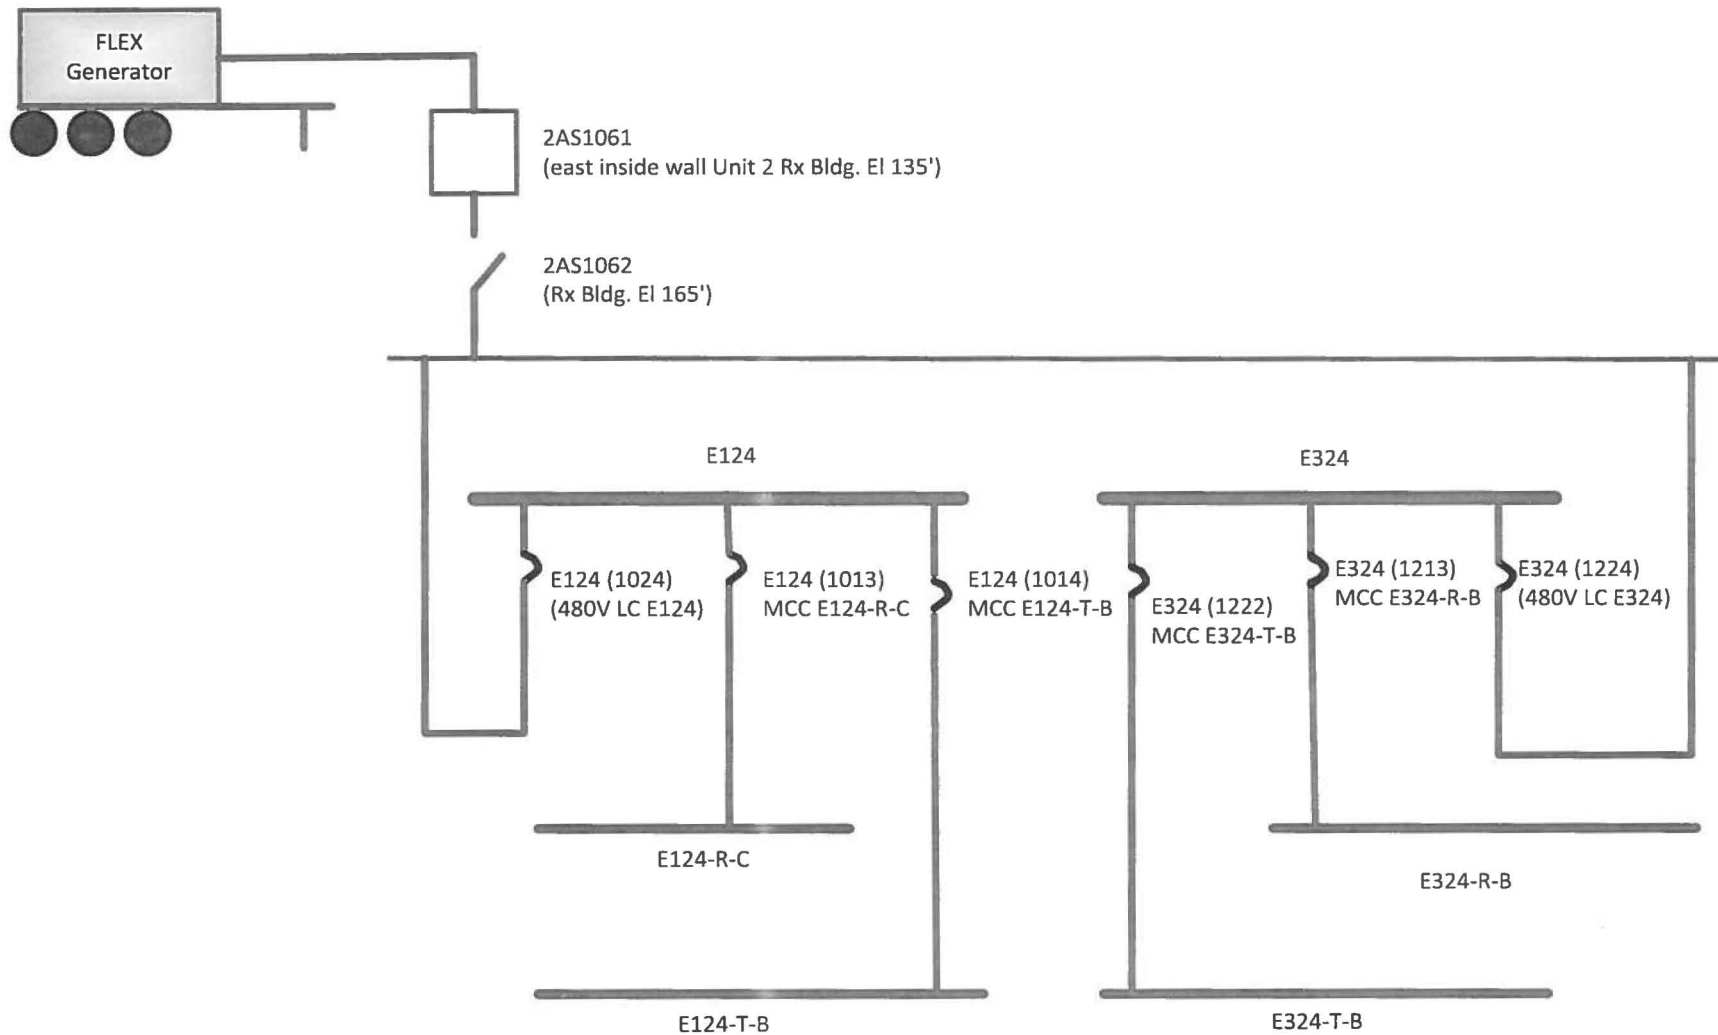 FLEX
Generator
2AS1061
(east inside wall Unit 2 Rx Bldg. El 135')
2AS1062
(Rx Bldg. El 165')
E124
E324
E124 (1024)
(480V LC E124)
E124 (1013)
MCC E124-R-C
E124 (1014)
MCC E124-T-B
E324 (1222)
MCC E324-T-B
E324 (1213)
MCC E324-R-B
E324 (1224)
(480V LC E324)
E124-R-C
E324-R-B
E124-T-B
E324-T-B